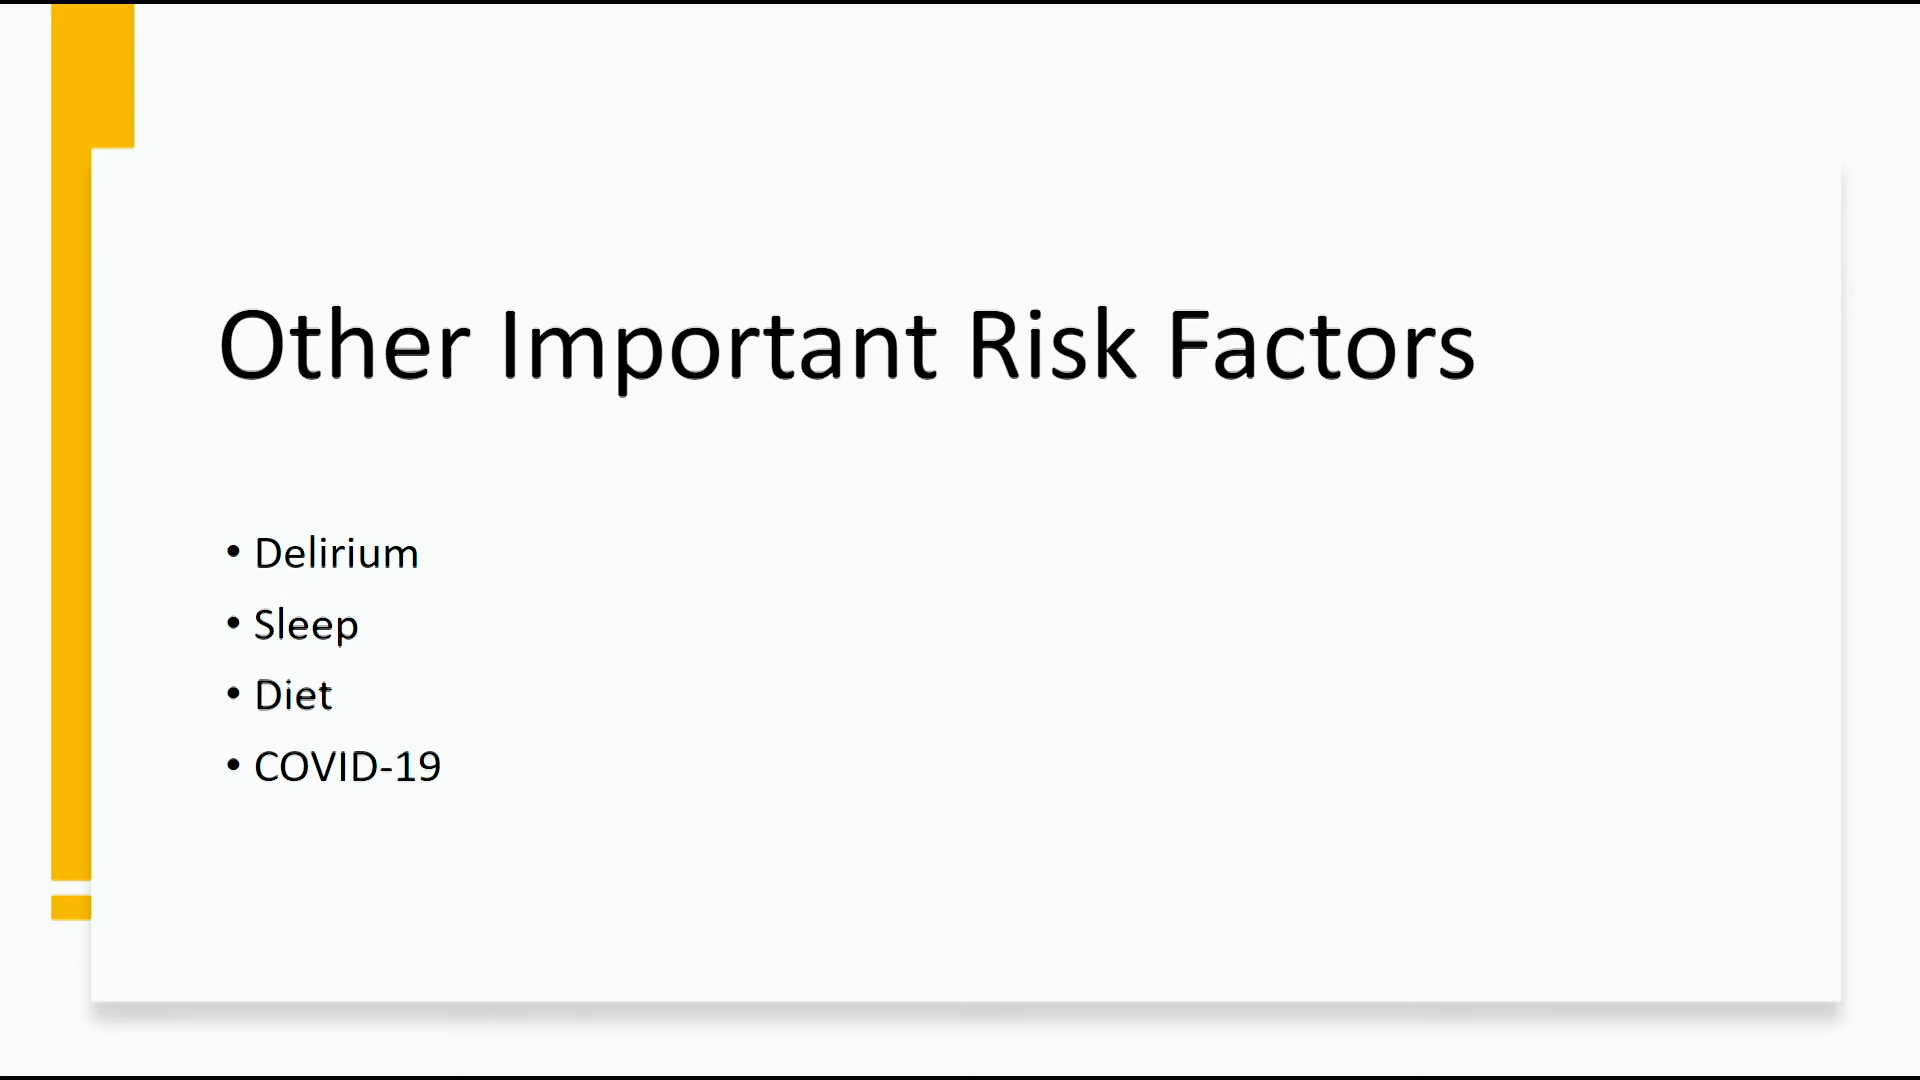 Other Important Risk Factors
• Delirium
• Sleep
• Diet
• COVID-19